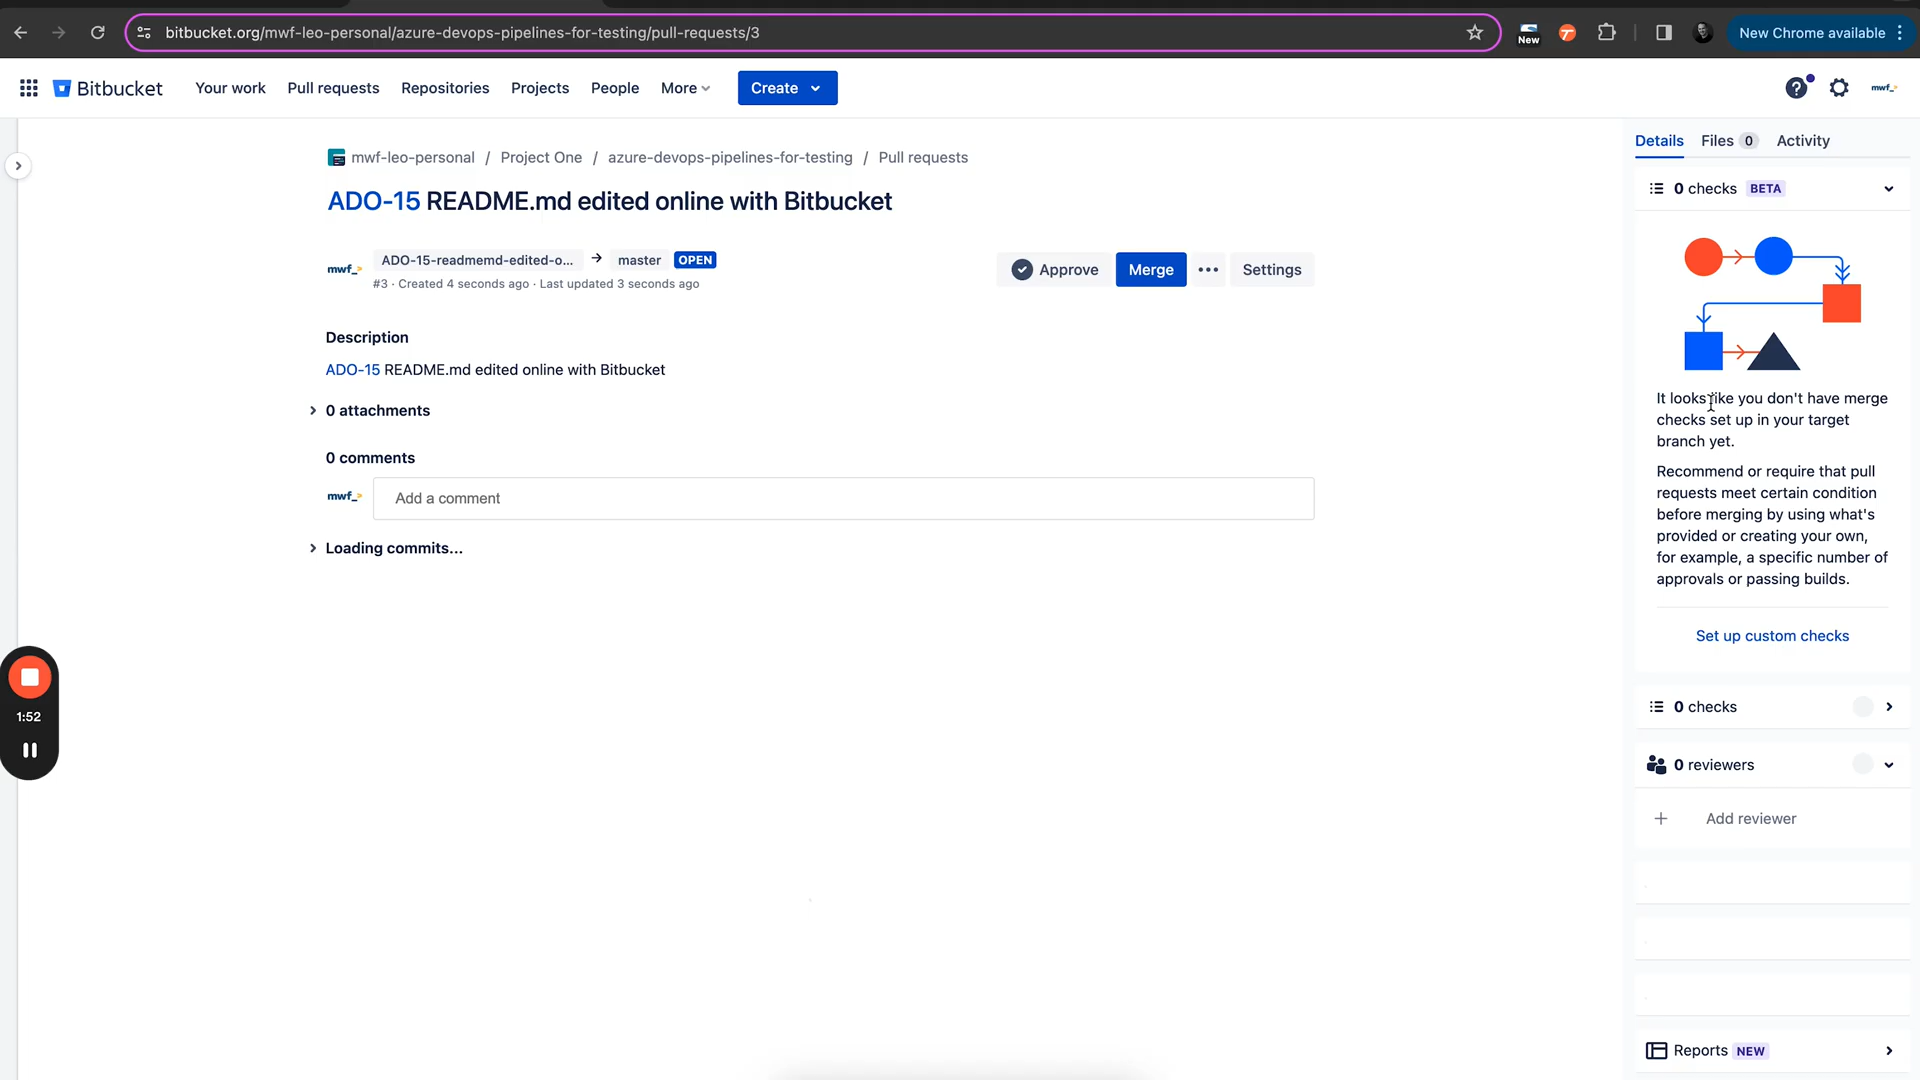 bitbucket.org/mwf-leo-personal/azure-devops-pipelines-for-testing/pull-requests/3
New
New Chrome available
Bitbucket
Your work
Pull requests
Repositories
Projects
People
More
Create
mwf_>
mwf-leo-personal / Project One / azure-devops-pipelines-for-testing / Pull requests
ADO-15 README.md edited online with Bitbucket
mwf_>
ADO-15-readmemd-edited-o... → master OPEN
#3 · Created 4 seconds ago · Last updated 3 seconds ago
Approve
Merge
Settings
Description
ADO-15 README.md edited online with Bitbucket
0 attachments
0 comments
mwf_>
Add a comment
Loading commits...
1:52
Details
Files 0
Activity
0 checks BETA
It looks like you don't have merge
checks set up in your target
branch yet.
Recommend or require that pull
requests meet certain condition
before merging by using what's
provided or creating your own,
for example, a specific number of
approvals or passing builds.
Set up custom checks
0 checks
0 reviewers
Add reviewer
Reports NEW